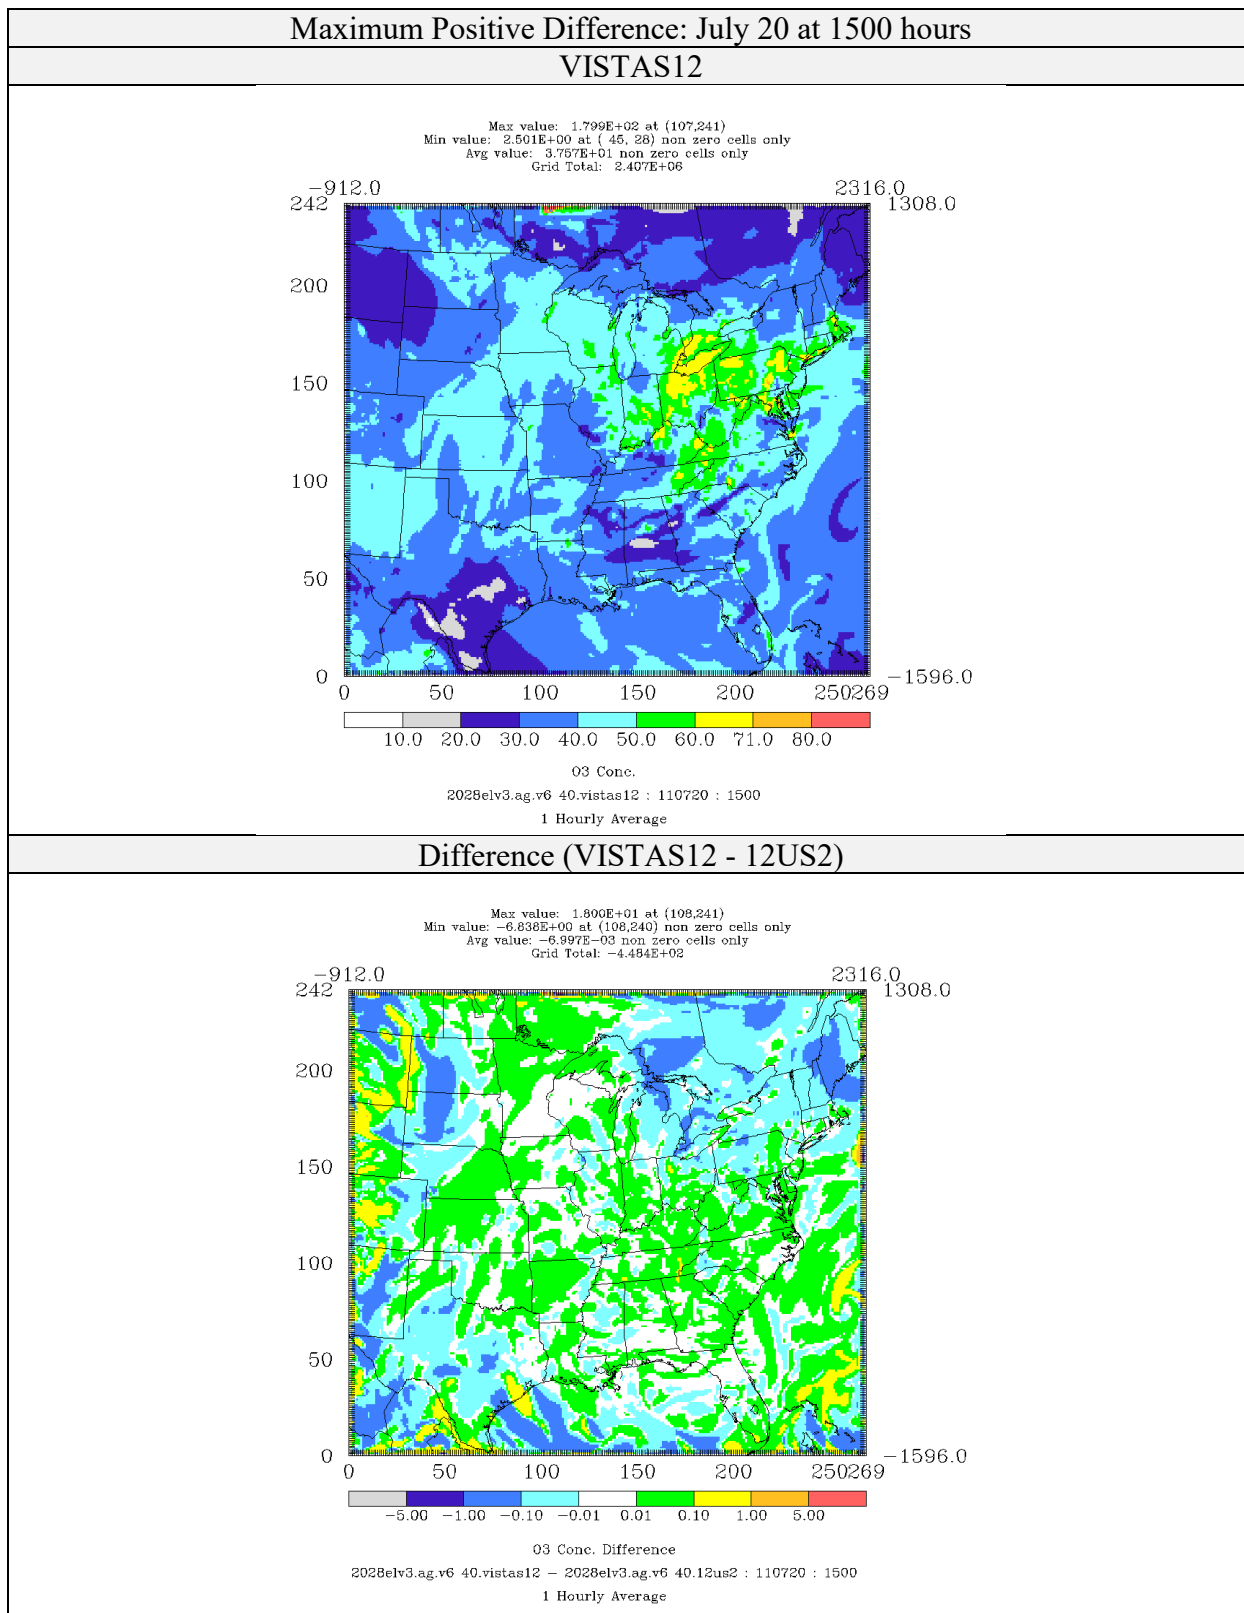 Maximum Positive Difference: July 20 at 1500 hours
VISTAS12
Max value: 1.799E+02 at (107,241)
Min value: 2.501E+00 at ( 45, 28) non zero cells only
Avg value: 3.757E+01 non zero cells only
Grid Total: 2.407E+06
-912.0 2316.0
242 1308.0
200
150
100
50
0 -1596.0
0 50 100 150 200 250269
10.0 20.0 30.0 40.0 50.0 60.0 71.0 80.0
O3 Conc.
2028elv3.ag.v6 40.vistas12 : 110720 : 1500
1 Hourly Average
Difference (VISTAS12 - 12US2)
Max value: 1.800E+01 at (108,241)
Min value: -6.838E+00 at (108,240) non zero cells only
Avg value: -6.997E-03 non zero cells only
Grid Total: -4.484E+02
-912.0 2316.0
242 1308.0
200
150
100
50
0 -1596.0
0 50 100 150 200 250269
-5.00 -1.00 -0.10 -0.01 0.01 0.10 1.00 5.00
O3 Conc. Difference
2028elv3.ag.v6 40.vistas12 - 2028elv3.ag.v6 40.12us2 : 110720 : 1500
1 Hourly Average